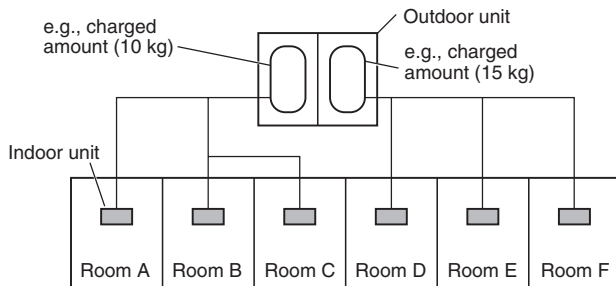 e.g., charged
amount (10 kg)
Outdoor unit
e.g., charged
amount (15 kg)
Indoor unit
Room A
Room B
Room C
Room D
Room E
Room F